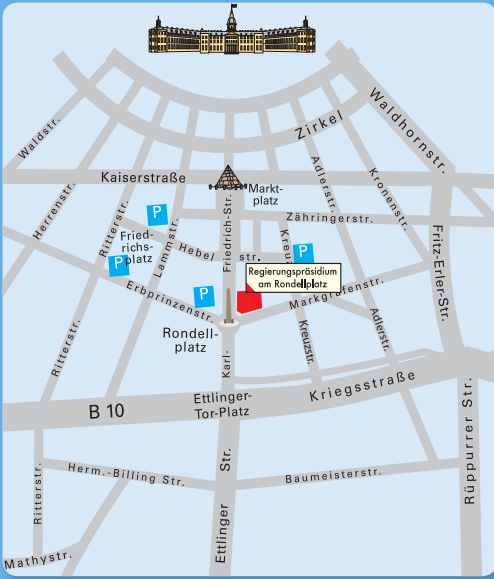 Waldstr.
Zirkel
Waldhornstr.
Kaiserstraße
Markt-
platz
Herrenstr.
Ritterstr.
Lammstr.
Friedrich-Str.
Adlerstr.
Kronenstr.
P
Zähringerstr.
Fried-
richs-
platz
P
Hebel
str.
Kreuz
P
Fritz-Erler-Str.
Regierungspräsidium
am Rondellplatz
Erbprinzenstr.
P
Markgrafenstr.
Rondell-
platz
Karl-
Kreuzstr.
Adlerstr.
Ritterstr.
Kriegsstraße
B 10
Ettlinger-
Tor-Platz
Rüppurrer Str.
Herm.-Billing Str.
Baumeisterstr.
Ritterstr.
Ettlinger Str.
Mathystr.